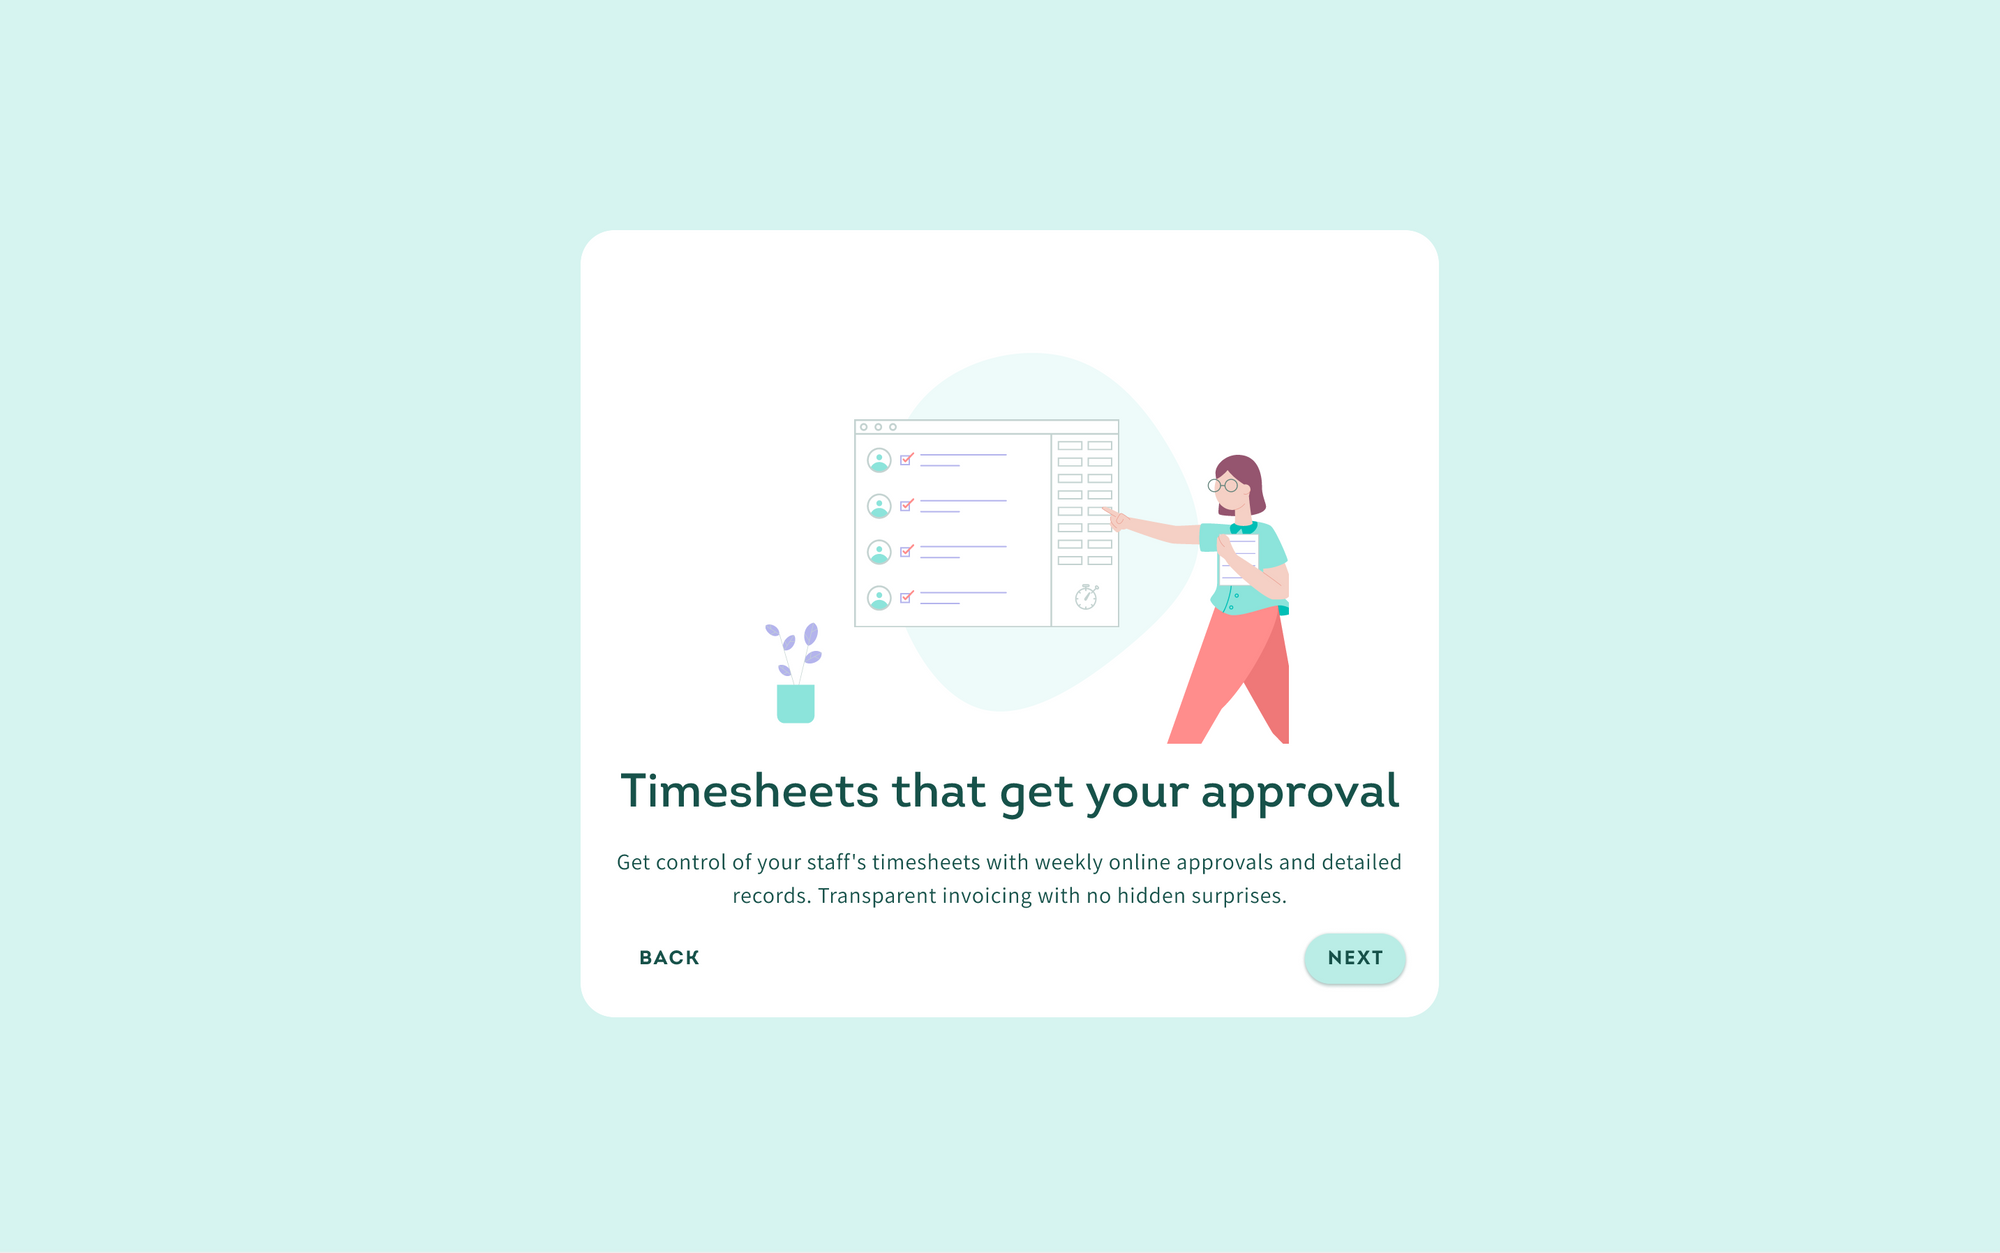 Timesheets that get your approval
Get control of your staff's timesheets with weekly online approvals and detailed
records. Transparent invoicing with no hidden surprises.
BACK
NEXT